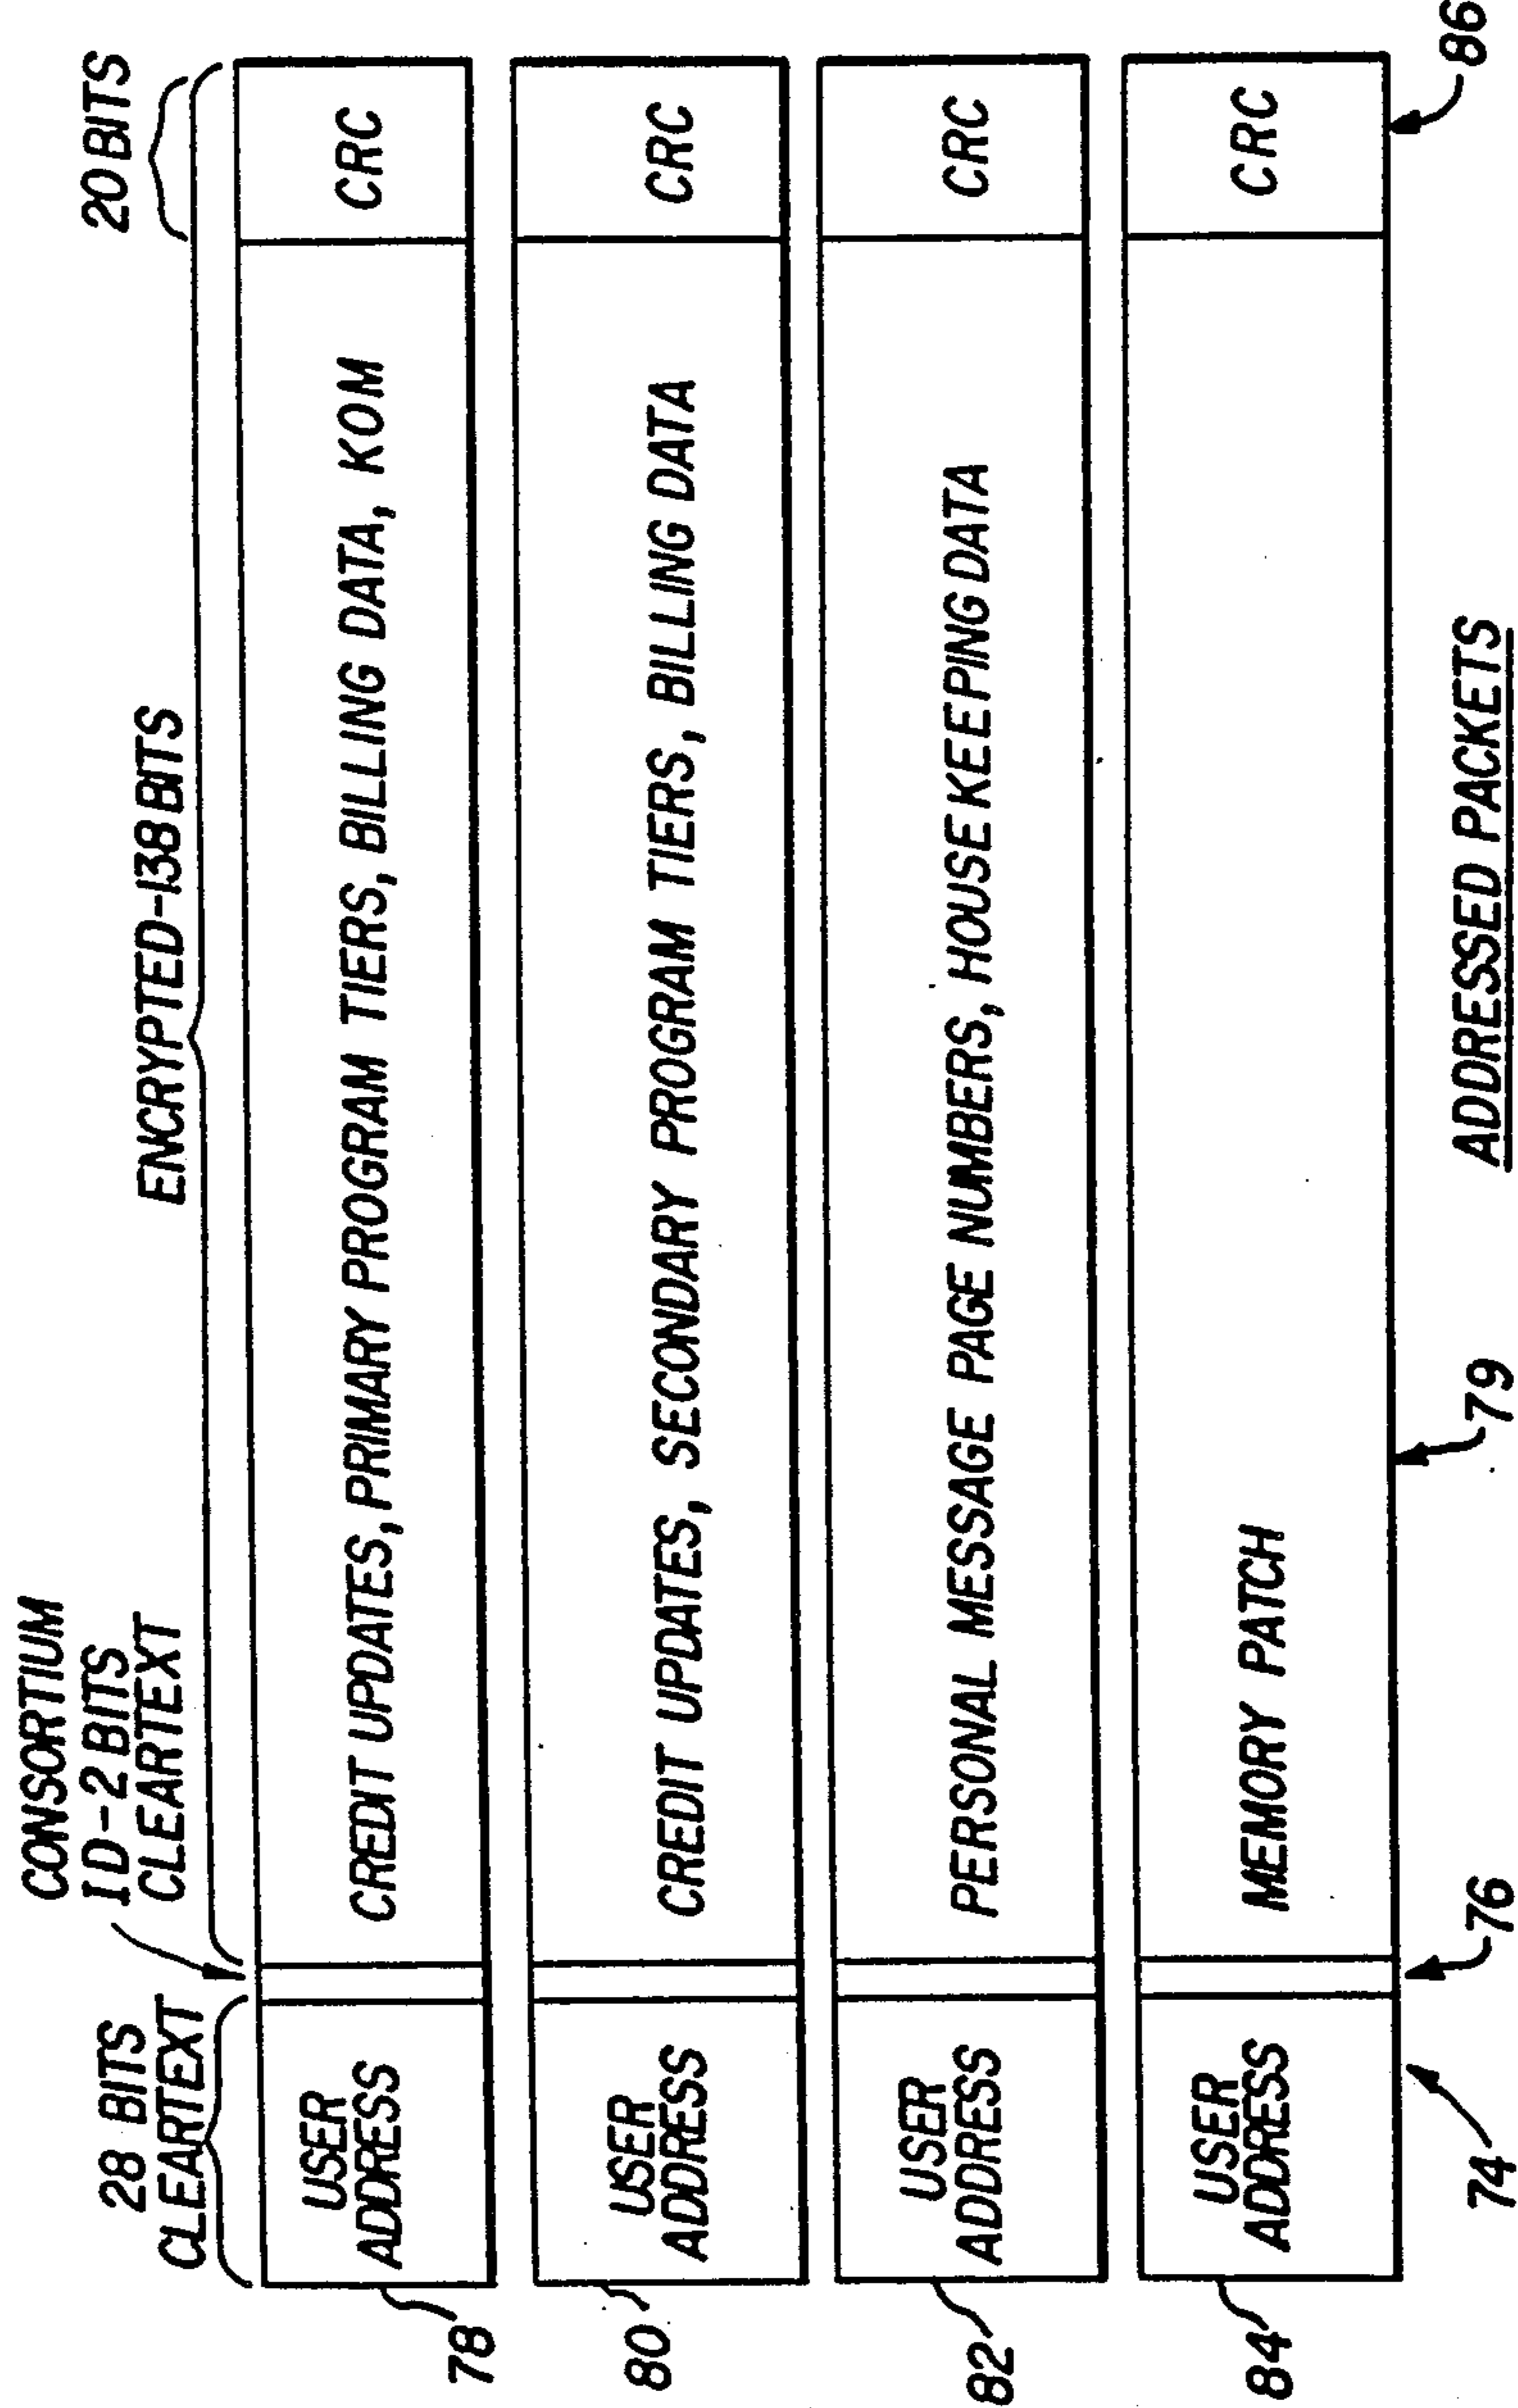 CONSORTIUM
ID-2 BITS
CLEARTEXT
28 BITS
CLEARTEXT
ENCRYPTED-138 BITS
20 BITS
78
USER
ADDRESS
CREDIT UPDATES, PRIMARY PROGRAM TIERS, BILLING DATA, KOM
CRC
80
USER
ADDRESS
CREDIT UPDATES, SECONDARY PROGRAM TIERS, BILLING DATA
CRC
82
USER
ADDRESS
PERSONAL MESSAGE PAGE NUMBERS, HOUSE KEEPING DATA
CRC
84
USER
ADDRESS
MEMORY PATCH
CRC
74
76
79
86
ADDRESSED PACKETS